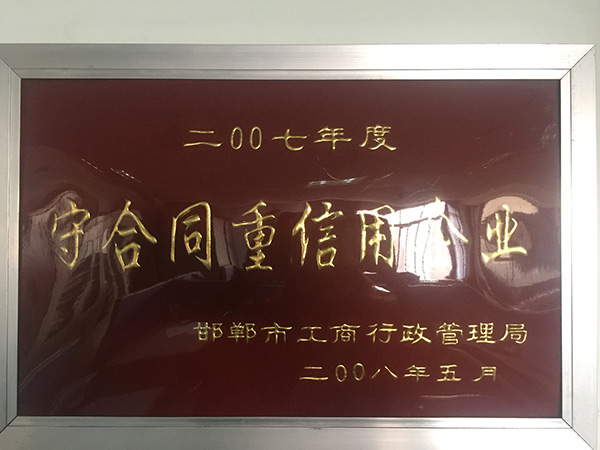 二00七年度
守合同重信用企业
邯郸市工商行政管理局
二00八年五月